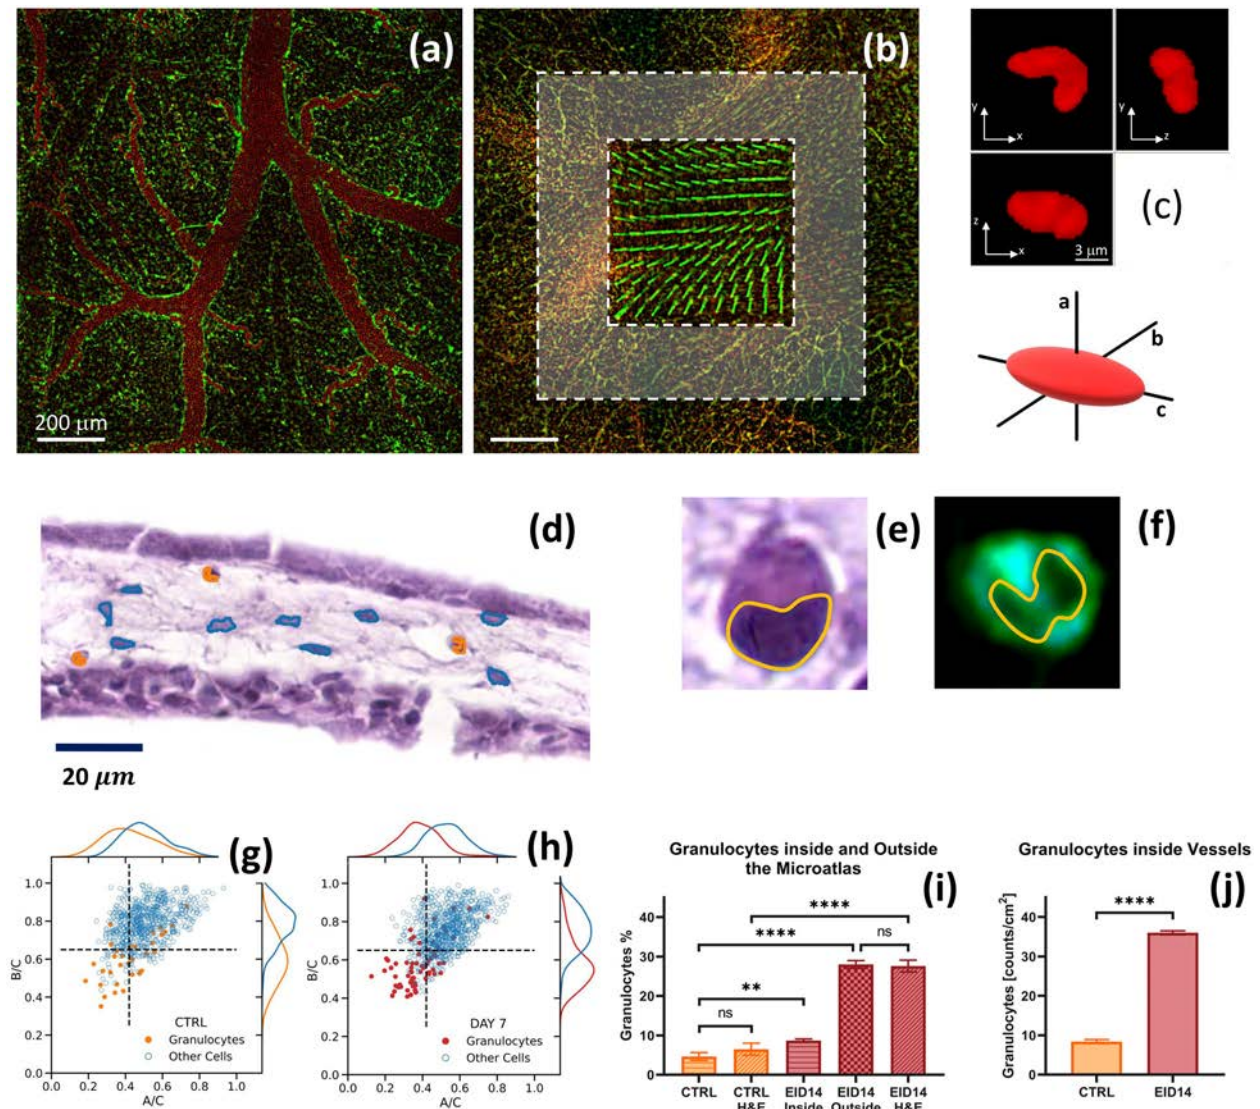 (a)
200 μm
(b)
y
x
y
z
z
x
3 μm
(c)
a
b
c
(d)
20 μm
(e)
(f)
(g)
1.0
0.8
0.6
0.4
0.2
0.0
B/C
CTRL
Granulocytes
Other Cells
0.0 0.2 0.4 0.6 0.8 1.0
A/C
(h)
1.0
0.8
0.6
0.4
0.2
0.0
B/C
DAY 7
Granulocytes
Other Cells
0.0 0.2 0.4 0.6 0.8 1.0
A/C
Granulocytes inside and Outside
the Microatlas
(i)
Granulocytes %
40
30
20
10
0
****
****
ns
**
ns
CTRL CTRL EID14 EID14 EID14
H&E Inside Outside H&E
Granulocytes inside Vessels
(j)
Granulocytes [counts/cm²]
40
30
20
10
0
****
CTRL EID14